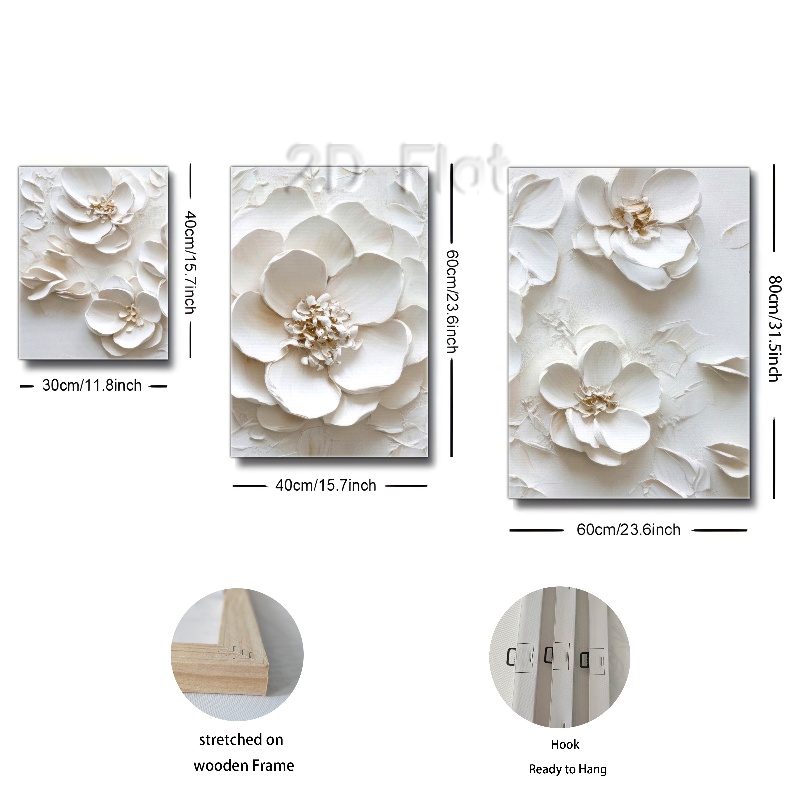 2D Flat
40cm/15.7inch
30cm/11.8inch
60cm/23.6inch
40cm/15.7inch
80cm/31.5inch
60cm/23.6inch
stretched on
wooden Frame
Hook
Ready to Hang